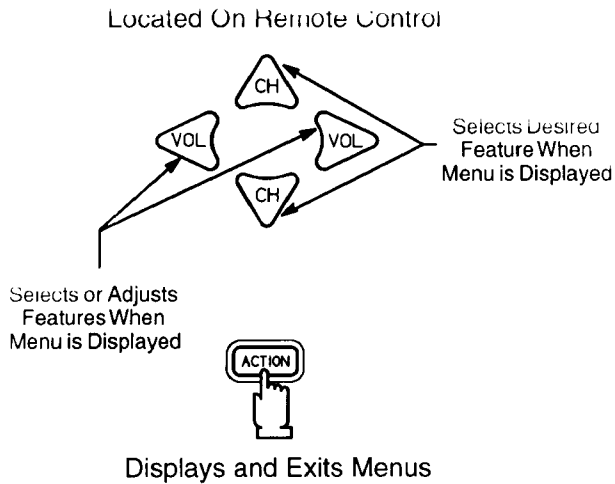 Located On Remote Control
CH
VOL
VOL
CH
Selects Desired
Feature When
Menu is Displayed
Selects or Adjusts
Features When
Menu is Displayed
ACTION
Displays and Exits Menus